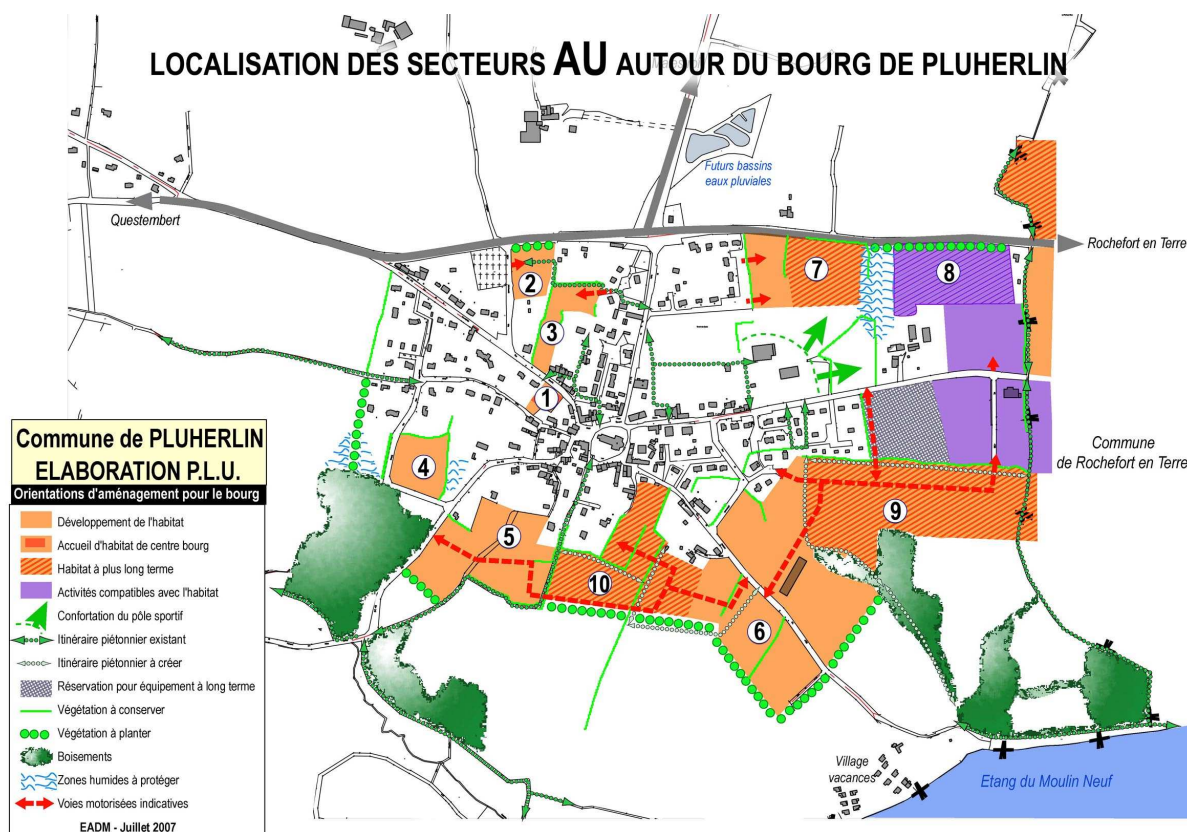 LOCALISATION DES SECTEURS AU AUTOUR DU BOURG DE PLUHERLIN
Futurs bassins
eaux pluviales
Questembert
Rochefort en Terre
2
7
8
3
1
4
5
9
10
6
Commune
de Rochefort en Terre
Village
vacances
Etang du Moulin Neuf
Commune de PLUHERLIN
ELABORATION P.L.U.
Orientations d'aménagement pour le bourg
Développement de l'habitat
Accueil d'habitat de centre bourg
Habitat à plus long terme
Activités compatibles avec l'habitat
Confortation du pôle sportif
Itinéraire piétonnier existant
Itinéraire piétonnier à créer
Réservation pour équipement à long terme
Végétation à conserver
Végétation à planter
Boisements
Zones humides à protéger
Voies motorisées indicatives
EADM - Juillet 2007